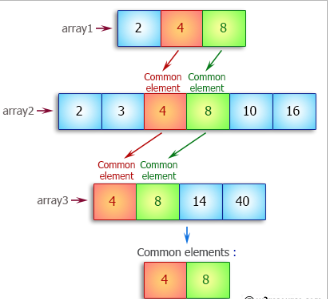 array1 2 4 8
Common element Common element
array2 2 3 4 8 10 16
Common element Common element
array3 4 8 14 40
Common elements :
4 8